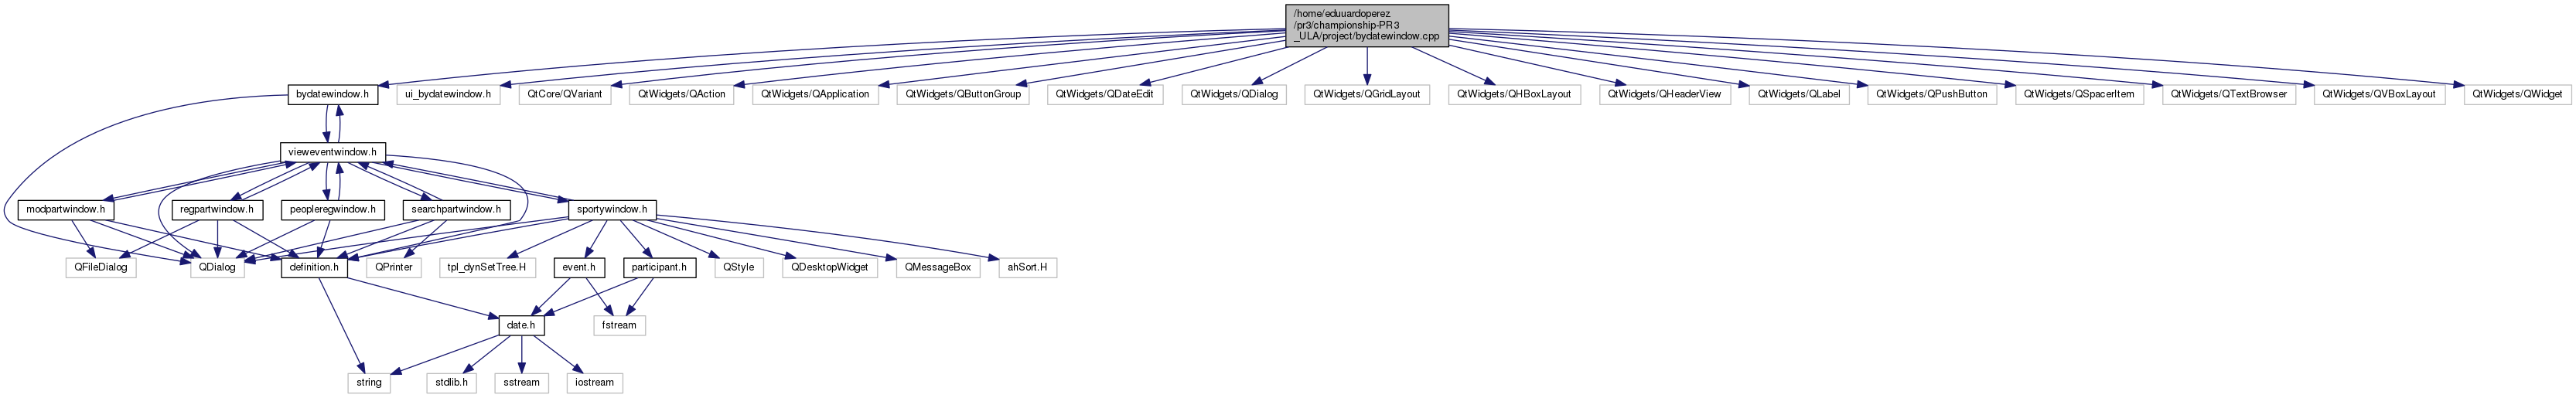 /home/eduuardoperez
/pr3/championship-PR3
_ULA/project/bydatewindow.cpp
bydatewindow.h
ui_bydatewindow.h
QtCore/QVariant
QtWidgets/QAction
QtWidgets/QApplication
QtWidgets/QButtonGroup
QtWidgets/QDateEdit
QtWidgets/QDialog
QtWidgets/QGridLayout
QtWidgets/QHBoxLayout
QtWidgets/QHeaderView
QtWidgets/QLabel
QtWidgets/QPushButton
QtWidgets/QSpacerItem
QtWidgets/QTextBrowser
QtWidgets/QVBoxLayout
QtWidgets/QWidget
vieweventwindow.h
modpartwindow.h
regpartwindow.h
peopleregwindow.h
searchpartwindow.h
sportywindow.h
QFileDialog
QDialog
definition.h
QPrinter
tpl_dynSetTree.H
event.h
participant.h
QStyle
QDesktopWidget
QMessageBox
ahSort.H
date.h
fstream
string
stdlib.h
sstream
iostream